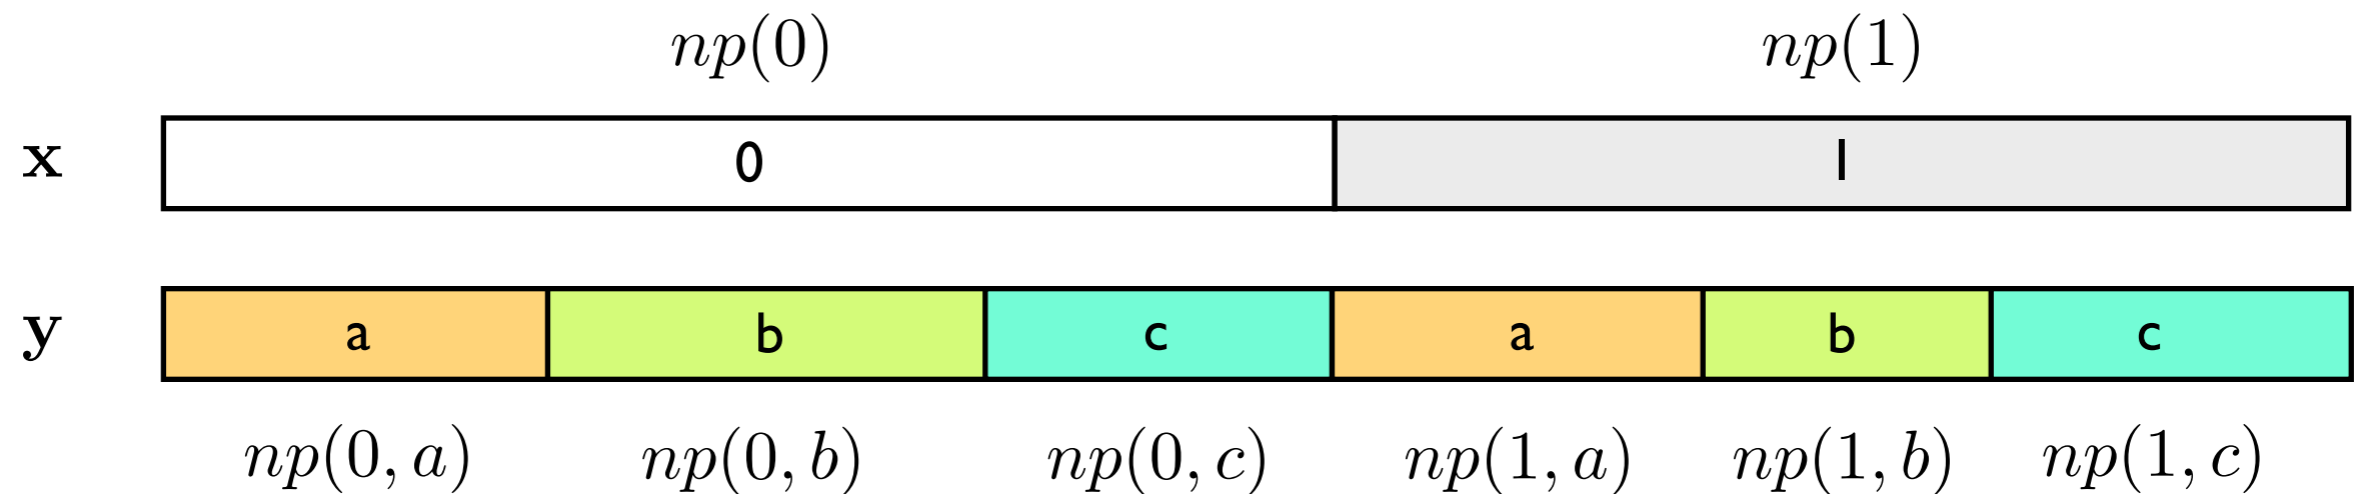 np(0) np(1)
x 0 1
y a b c a b c
np(0, a) np(0, b) np(0, c) np(1, a) np(1, b) np(1, c)